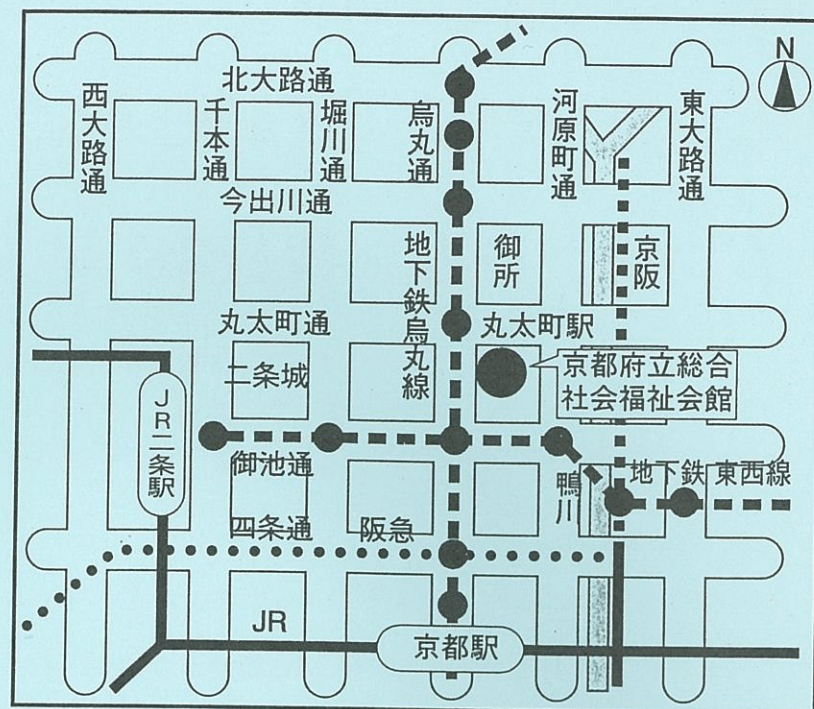 N
北大路通
西大路通
千本通
堀川通
烏丸通
河原町通
東大路通
今出川通
地下鉄烏丸線
御所
京阪
丸太町通
丸太町駅
二条城
京都府立総合
社会福祉会館
JR二条駅
御池通
鴨川
地下鉄 東西線
四条通
阪急
JR
京都駅